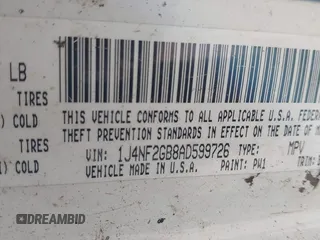 LB
TIRES
COLD
THIS VEHICLE CONFORMS TO ALL APPLICABLE U.S.A. FEDERA
THEFT PREVENTION STANDARDS IN EFFECT ON THE DATE OF M
TIRES
) COLD
VIN: 1J4NF2GB8AD599726 TYPE: MPV
VEHICLE MADE IN U.S.A. PAINT: PW1 TRIM:
DREAMBID